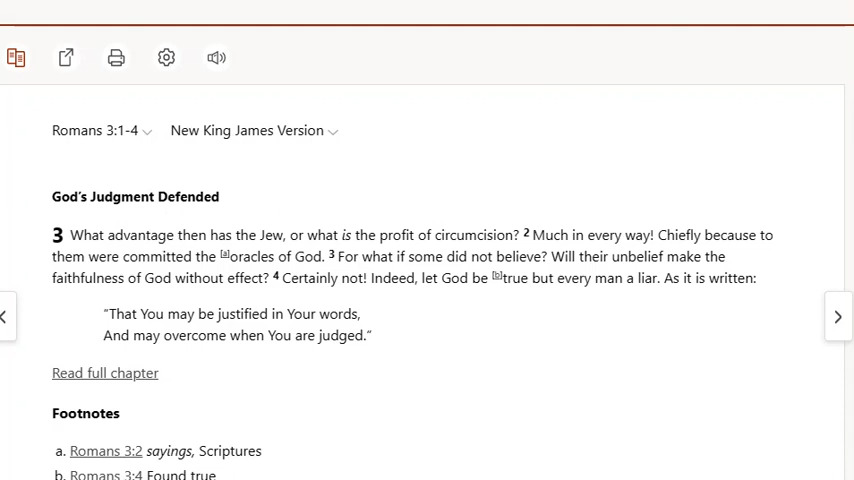 Romans 3:1-4 New King James Version
God's Judgment Defended
3 What advantage then has the Jew, or what is the profit of circumcision? 2 Much in every way! Chiefly because to
them were committed the [a]oracles of God. 3 For what if some did not believe? Will their unbelief make the
faithfulness of God without effect? 4 Certainly not! Indeed, let God be [b]true but every man a liar. As it is written:
“That You may be justified in Your words,
And may overcome when You are judged.”
Read full chapter
Footnotes
a. Romans 3:2 sayings, Scriptures
b. Romans 3:4 Found true